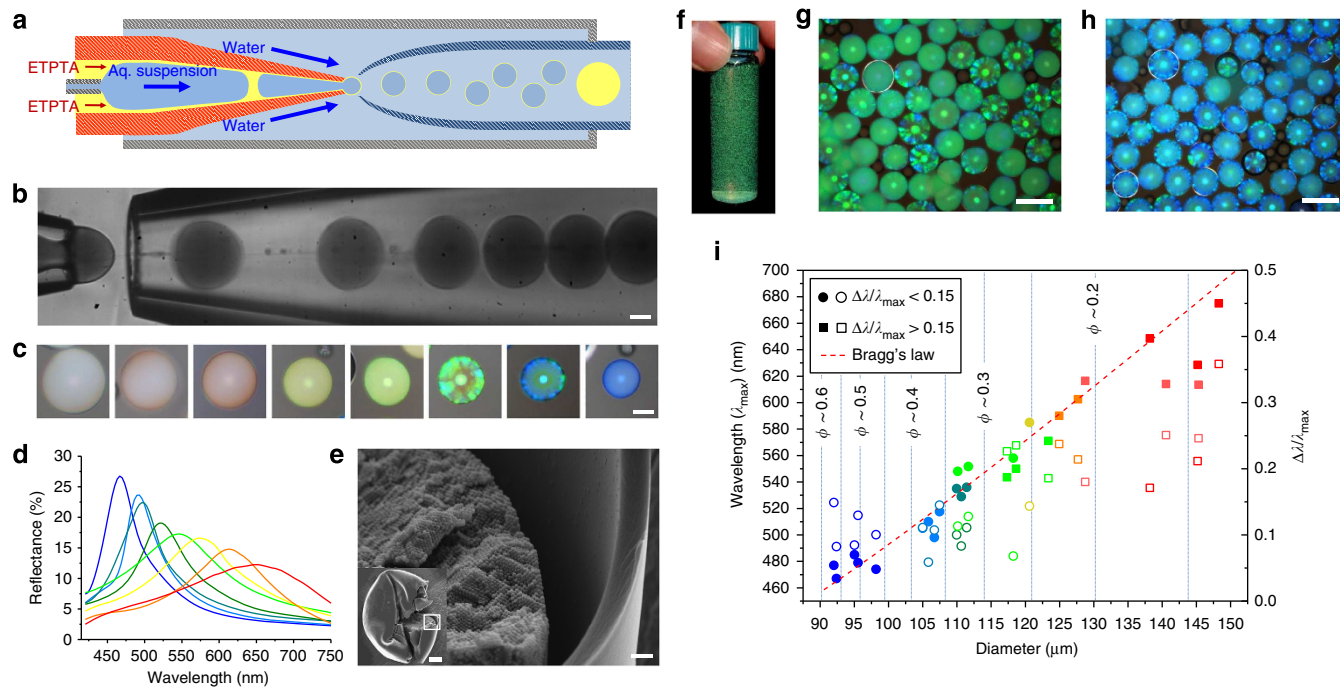 a
Water
ETPTA
Aq. suspension
ETPTA
Water
b
c
d
30
25
20
15
10
5
0
Reflectance (%)
450 500 550 600 650 700 750
Wavelength (nm)
e
f
g
h
i
700
680
660
640
620
600
580
560
540
520
500
480
460
Wavelength (λmax) (nm)
Δλ/λmax < 0.15
Δλ/λmax > 0.15
Bragg's law
ϕ ~0.6
ϕ ~0.5
ϕ ~0.4
ϕ ~0.3
ϕ ~0.2
0.5
0.4
0.3
0.2
0.1
0.0
Δλ/λmax
90 95 100 105 110 115 120 125 130 135 140 145 150
Diameter (μm)